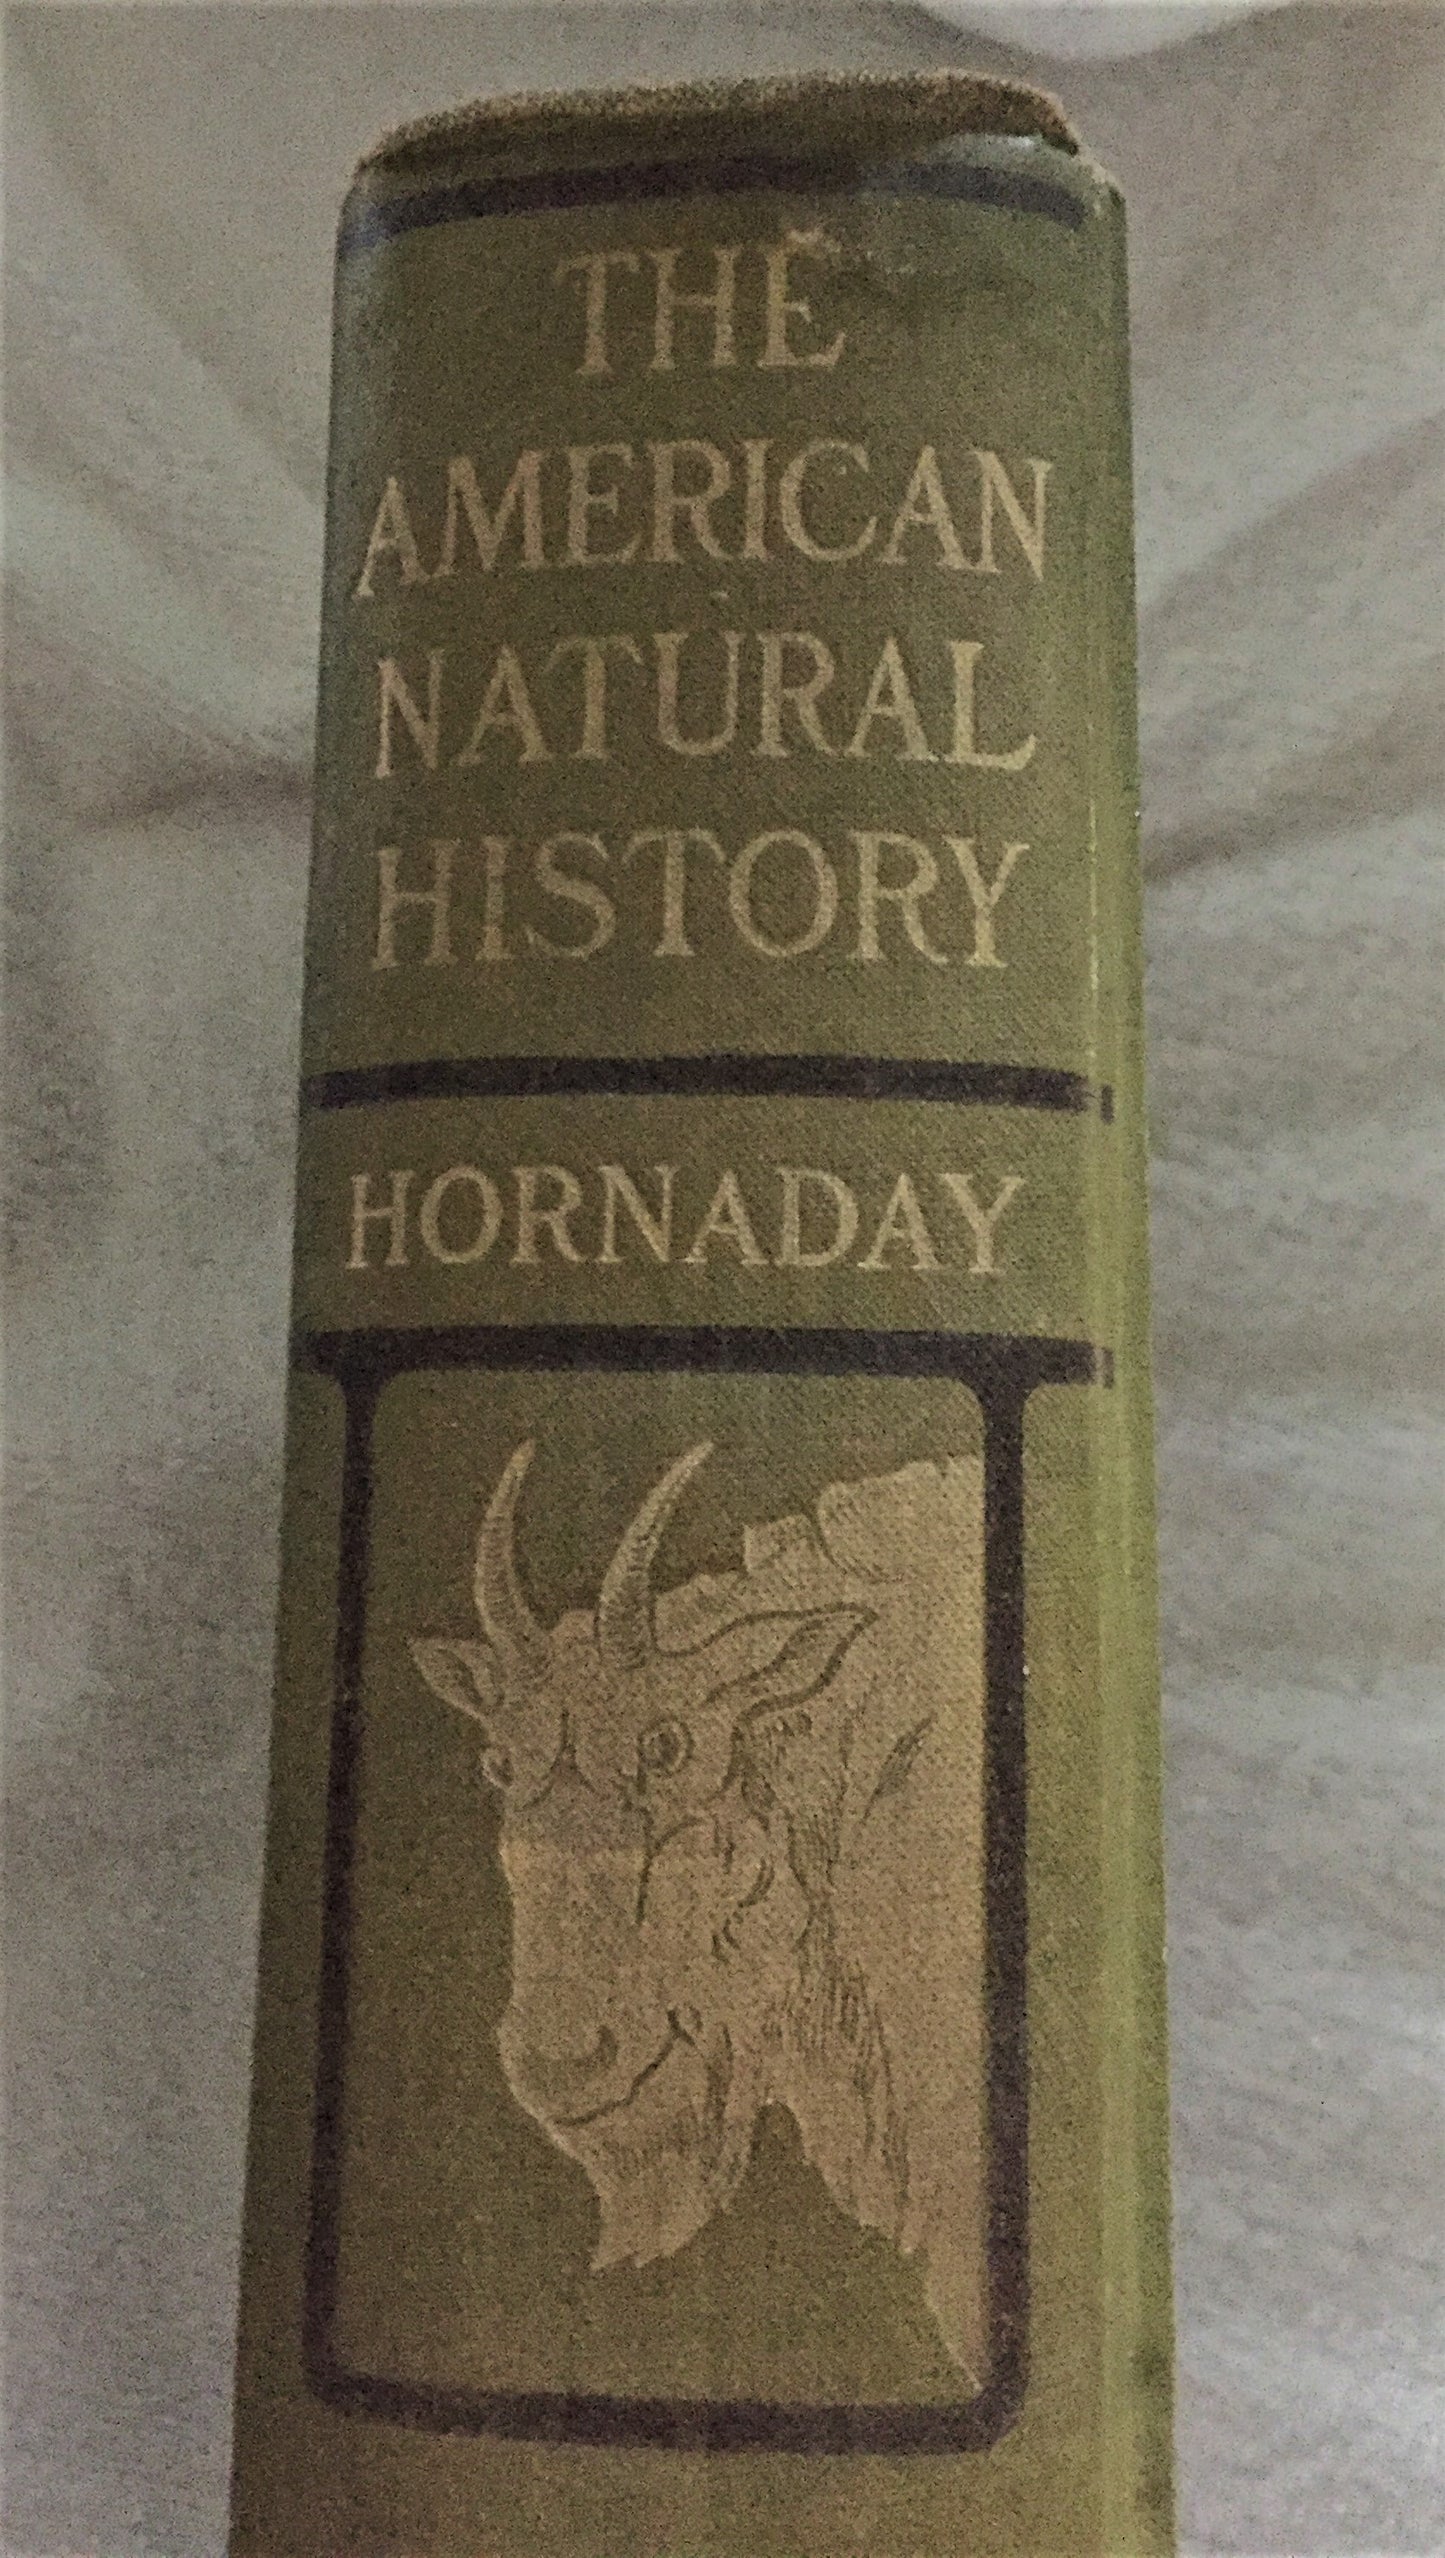 THE
AMERICAN
NATURAL
HISTORY
HORNADAY